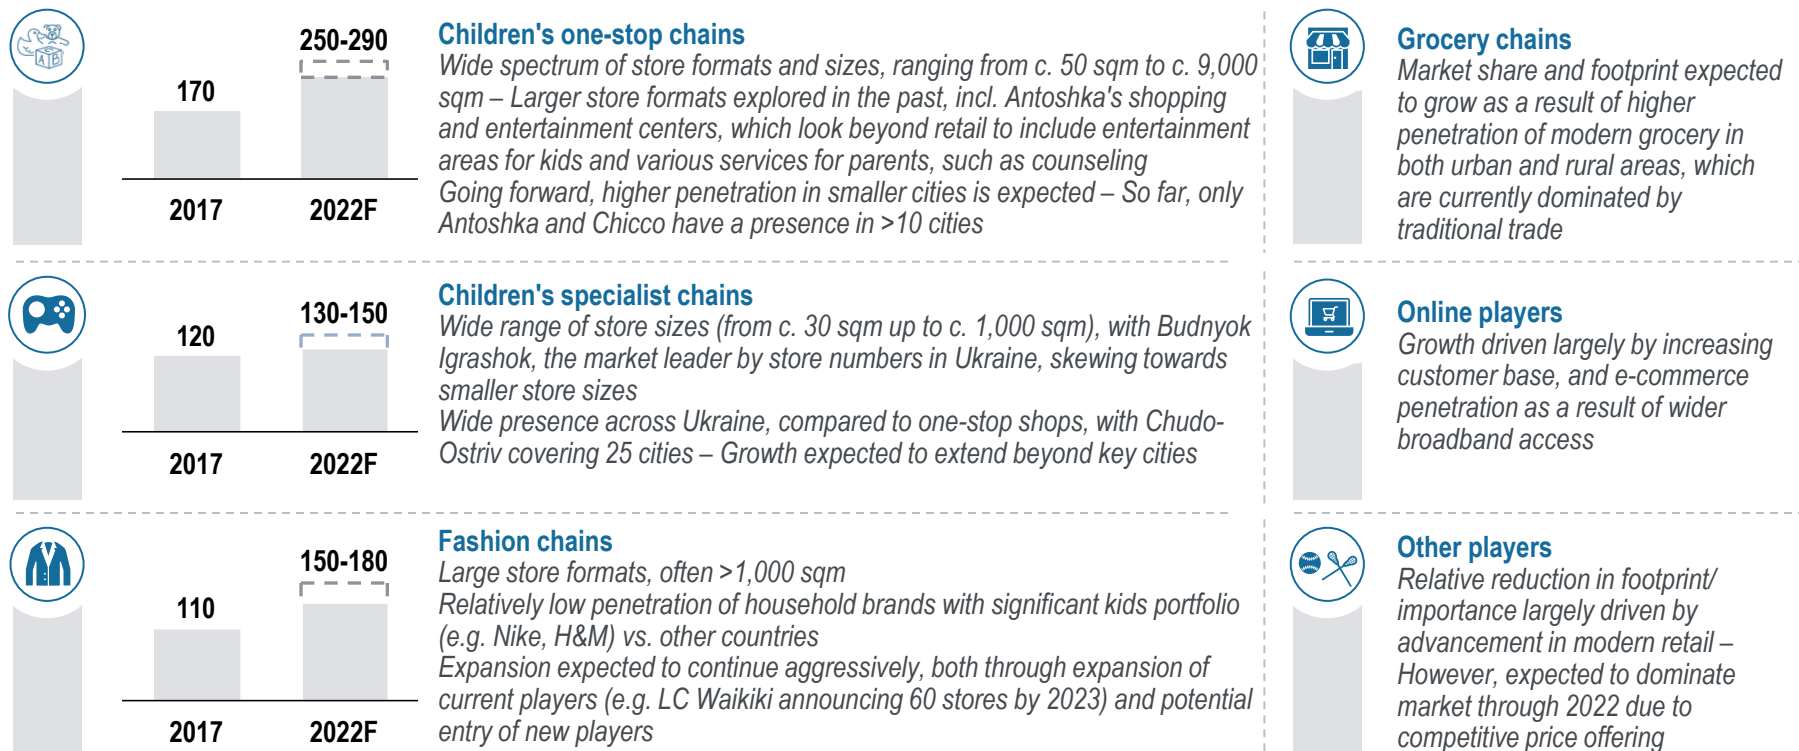 250-290
170
2017
2022F
Children's one-stop chains
Wide spectrum of store formats and sizes, ranging from c. 50 sqm to c. 9,000
sqm – Larger store formats explored in the past, incl. Antoshka's shopping
and entertainment centers, which look beyond retail to include entertainment
areas for kids and various services for parents, such as counseling
Going forward, higher penetration in smaller cities is expected – So far, only
Antoshka and Chicco have a presence in >10 cities
Grocery chains
Market share and footprint expected
to grow as a result of higher
penetration of modern grocery in
both urban and rural areas, which
are currently dominated by
traditional trade
130-150
120
2017
2022F
Children's specialist chains
Wide range of store sizes (from c. 30 sqm up to c. 1,000 sqm), with Budnyok
Igrashok, the market leader by store numbers in Ukraine, skewing towards
smaller store sizes
Wide presence across Ukraine, compared to one-stop shops, with Chudo-
Ostriv covering 25 cities – Growth expected to extend beyond key cities
Online players
Growth driven largely by increasing
customer base, and e-commerce
penetration as a result of wider
broadband access
150-180
110
2017
2022F
Fashion chains
Large store formats, often >1,000 sqm
Relatively low penetration of household brands with significant kids portfolio
(e.g. Nike, H&M) vs. other countries
Expansion expected to continue aggressively, both through expansion of
current players (e.g. LC Waikiki announcing 60 stores by 2023) and potential
entry of new players
Other players
Relative reduction in footprint/
importance largely driven by
advancement in modern retail –
However, expected to dominate
market through 2022 due to
competitive price offering